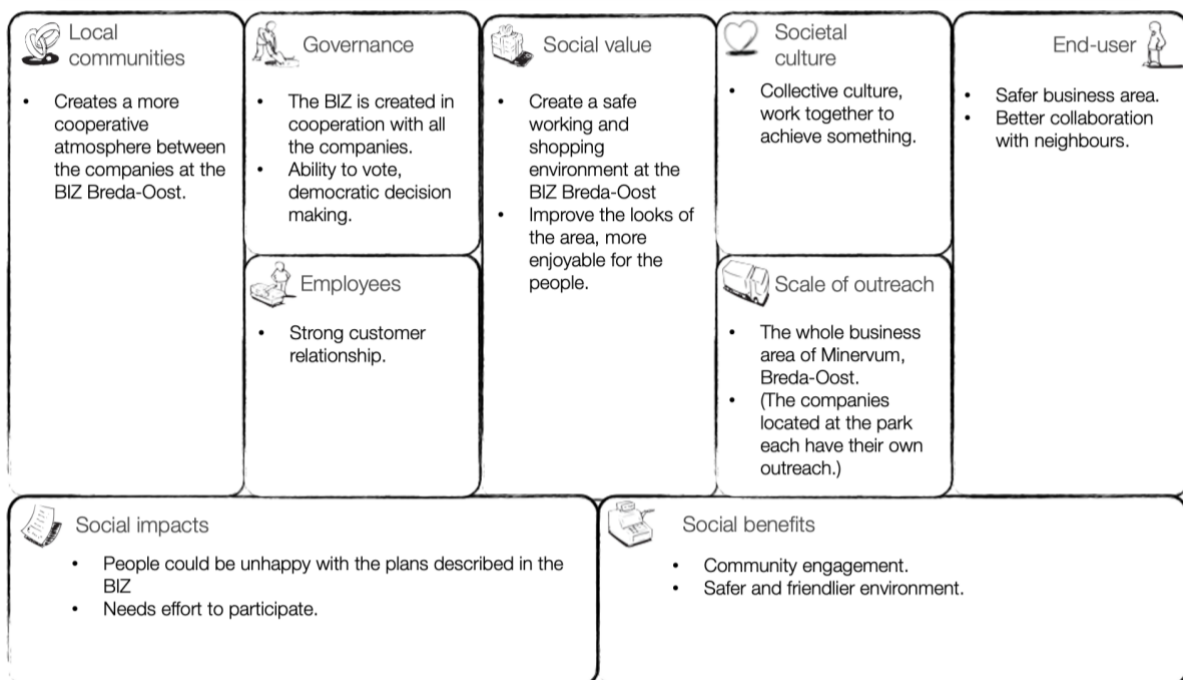 Local
communities
• Creates a more
cooperative
atmosphere between
the companies at the
BIZ Breda-Oost.
Governance
• The BIZ is created in
cooperation with all
the companies.
• Ability to vote,
democratic decision
making.
Employees
• Strong customer
relationship.
Social value
• Create a safe
working and
shopping
environment at the
BIZ Breda-Oost
• Improve the looks of
the area, more
enjoyable for the
people.
Societal
culture
• Collective culture,
work together to
achieve something.
Scale of outreach
• The whole business
area of Minervum,
Breda-Oost.
• (The companies
located at the park
each have their own
outreach.)
End-user
• Safer business area.
• Better collaboration
with neighbours.
Social impacts
• People could be unhappy with the plans described in the
BIZ
• Needs effort to participate.
Social benefits
• Community engagement.
• Safer and friendlier environment.